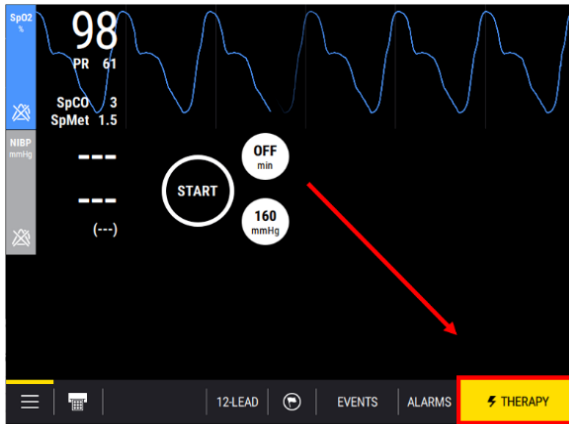 SpO2
%
98
PR 61
SpCO 3
SpMet 1.5
NIBP
mmHg
---
---
(---)
START
OFF
min
160
mmHg
12-LEAD
EVENTS
ALARMS
THERAPY